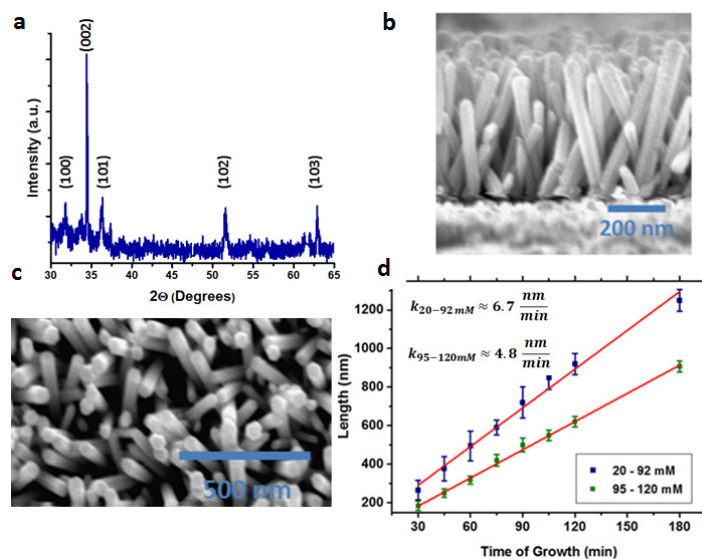 a
(002)
(100)
(101)
(102)
(103)
Intensity (a.u.)
30 35 40 45 50 55 60 65
2Θ (Degrees)
b
200 nm
c
500 nm
d
k20−92 mM ≈ 6.7 nm/min
k95−120mM ≈ 4.8 nm/min
1200
1000
800
600
400
200
Length (nm)
20 - 92 mM
95 - 120 mM
30 60 90 120 150 180
Time of Growth (min)